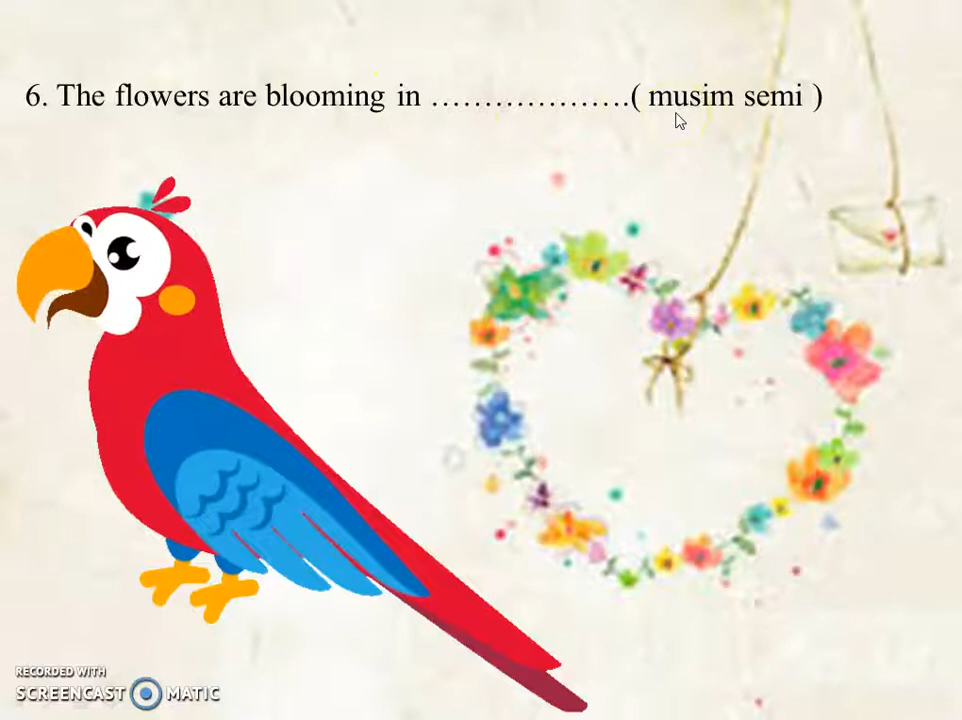 6. The flowers are blooming in ……………….( musim semi )
RECORDED WITH
SCREENCAST MATIC